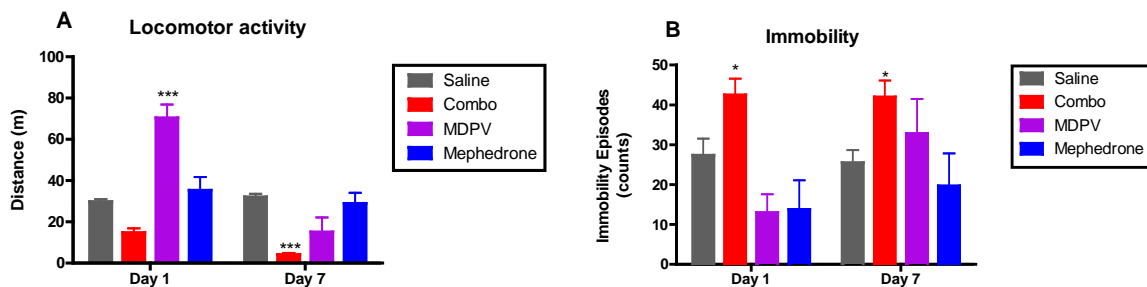 A
Locomotor activity
Distance (m)
100
80
60
40
20
0
***
***
Day 1
Day 7
Saline
Combo
MDPV
Mephedrone
B
Immobility
Immobility Episodes
(counts)
50
40
30
20
10
0
*
*
Day 1
Day 7
Saline
Combo
MDPV
Mephedrone